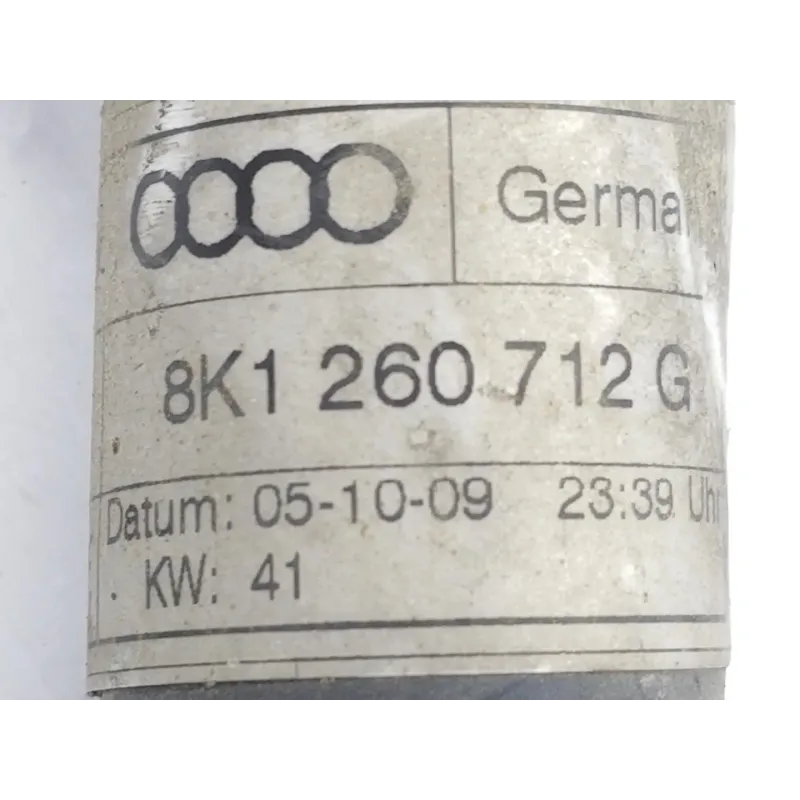 Germa
8K1 260 712 G
Datum: 05-10-09 23:39 Uhr
KW: 41